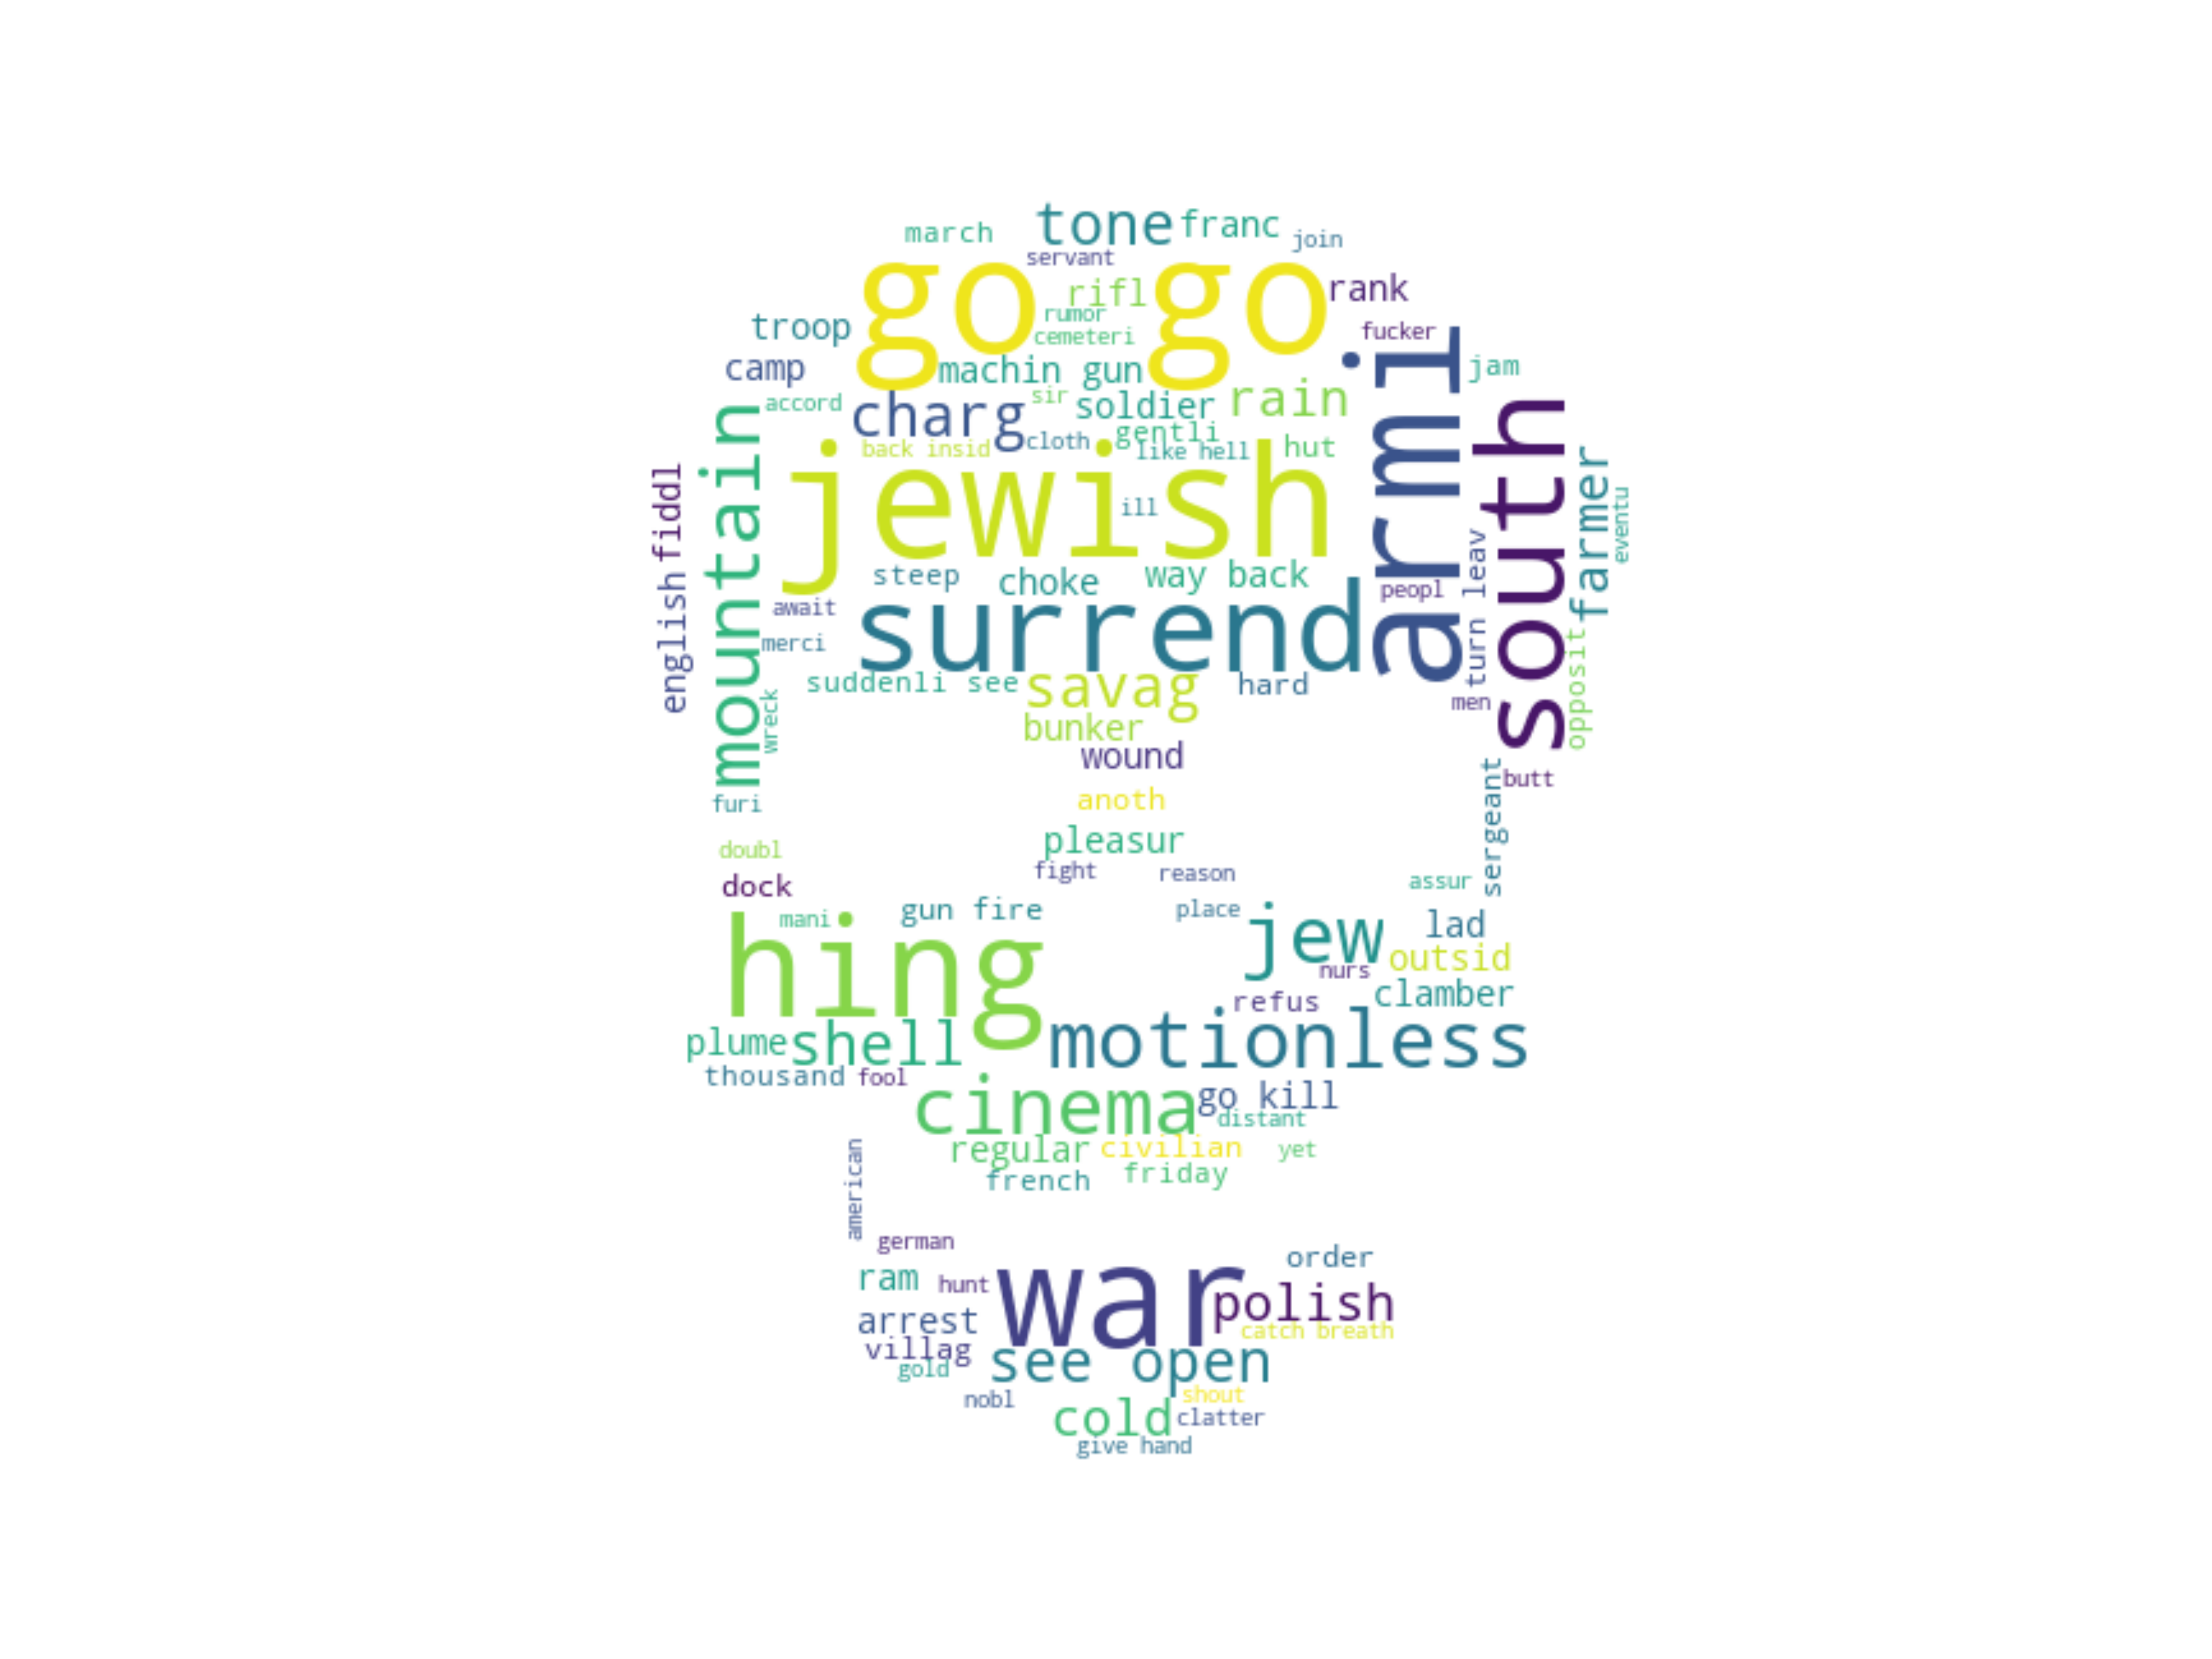 tone
franc
march
join
servant
go go
rifl
rank
rumor
troop
fucker
cemeteri
camp
machin gun
jam
armi
accord
charg
sir
soldier
rain
south
mountain
gentli
cloth
back insid
like hell
hut
farmer
jewish
fiddl
ill
eventu
steep
choke
way back
turn leav
peopl
english
await
surrend
merci
opposit
suddenli see
savag
hard
men
wreck
bunker
wound
butt
furi
anoth
sergeant
pleasur
doubl
fight
reason
assur
dock
mani
gun fire
place
jew
lad
hing
outsid
nurs
clamber
refus
plume
shell
motionless
thousand
fool
cinema
go kill
distant
regular
civilian
yet
friday
french
american
german
order
ram
hunt
war
polish
arrest
catch breath
villag
see open
gold
nobl
shout
cold
clatter
give hand